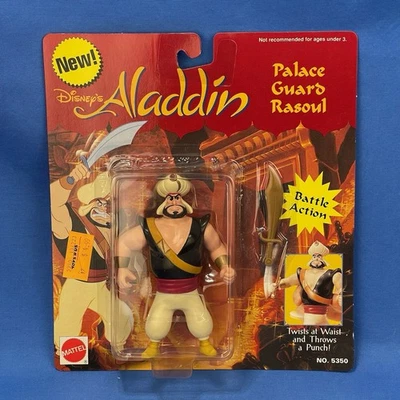 Not recommended for ages under 3.
New!
Disney's
Aladdin
Palace
Guard
Rasoul
Battle
Action
Twists at Waist
and Throws
a Punch!
MATTEL
NO. 5350